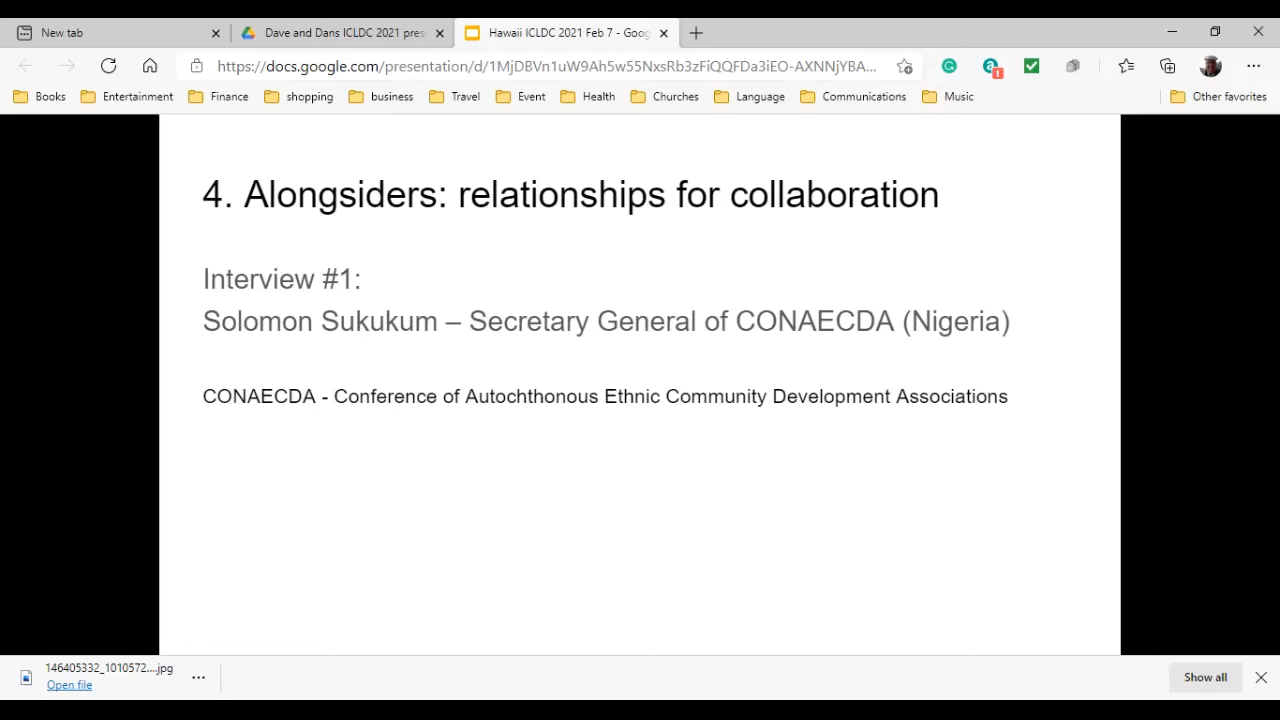 New tab
Dave and Dans ICLDC 2021 pres
Hawaii ICLDC 2021 Feb 7 - Goog
https://docs.google.com/presentation/d/1MjDBVn1uW9Ah5w55NxsRb3zFiQQFDa3iEO-AXNNjYBA...
1
Books
Entertainment
Finance
shopping
business
Travel
Event
Health
Churches
Language
Communications
Music
Other favorites
4. Alongsiders: relationships for collaboration
Interview #1:
Solomon Sukukum – Secretary General of CONAECDA (Nigeria)
CONAECDA - Conference of Autochthonous Ethnic Community Development Associations
146405332_1010572....jpg
Open file
Show all